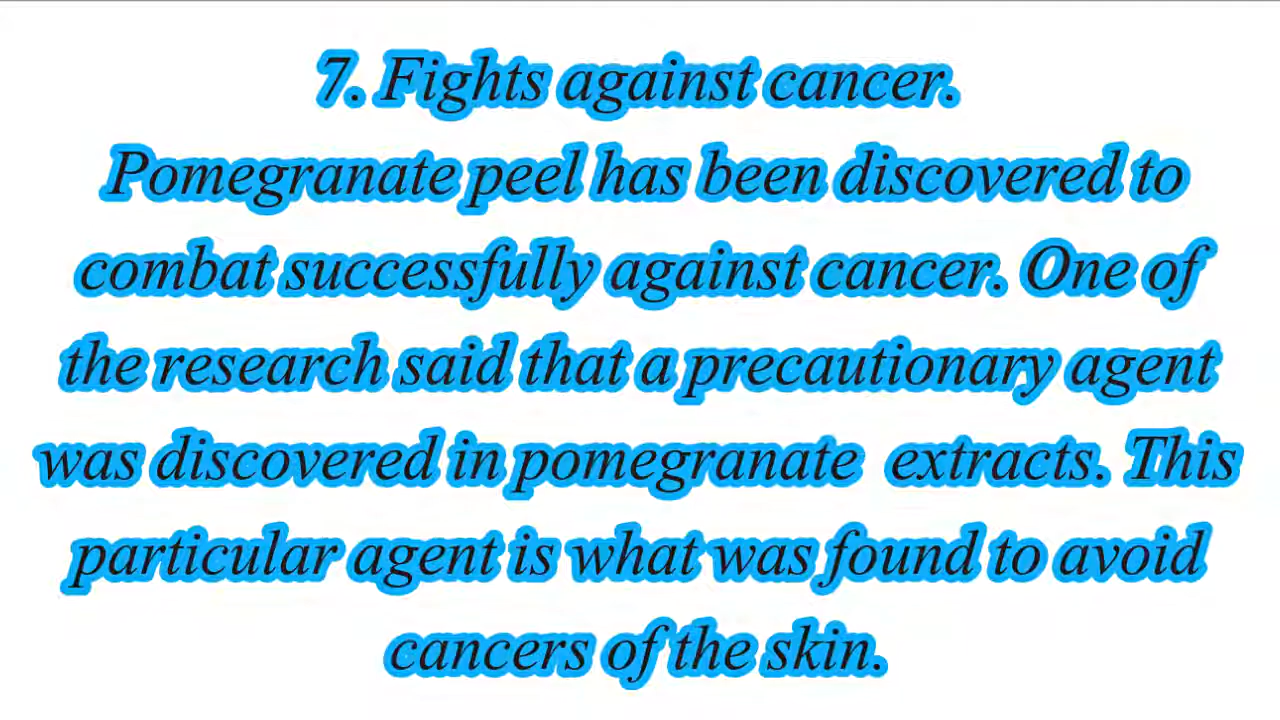 7. Fights against cancer.
Pomegranate peel has been discovered to
combat successfully against cancer. One of
the research said that a precautionary agent
was discovered in pomegranate  extracts. This
particular agent is what was found to avoid
cancers of the skin.